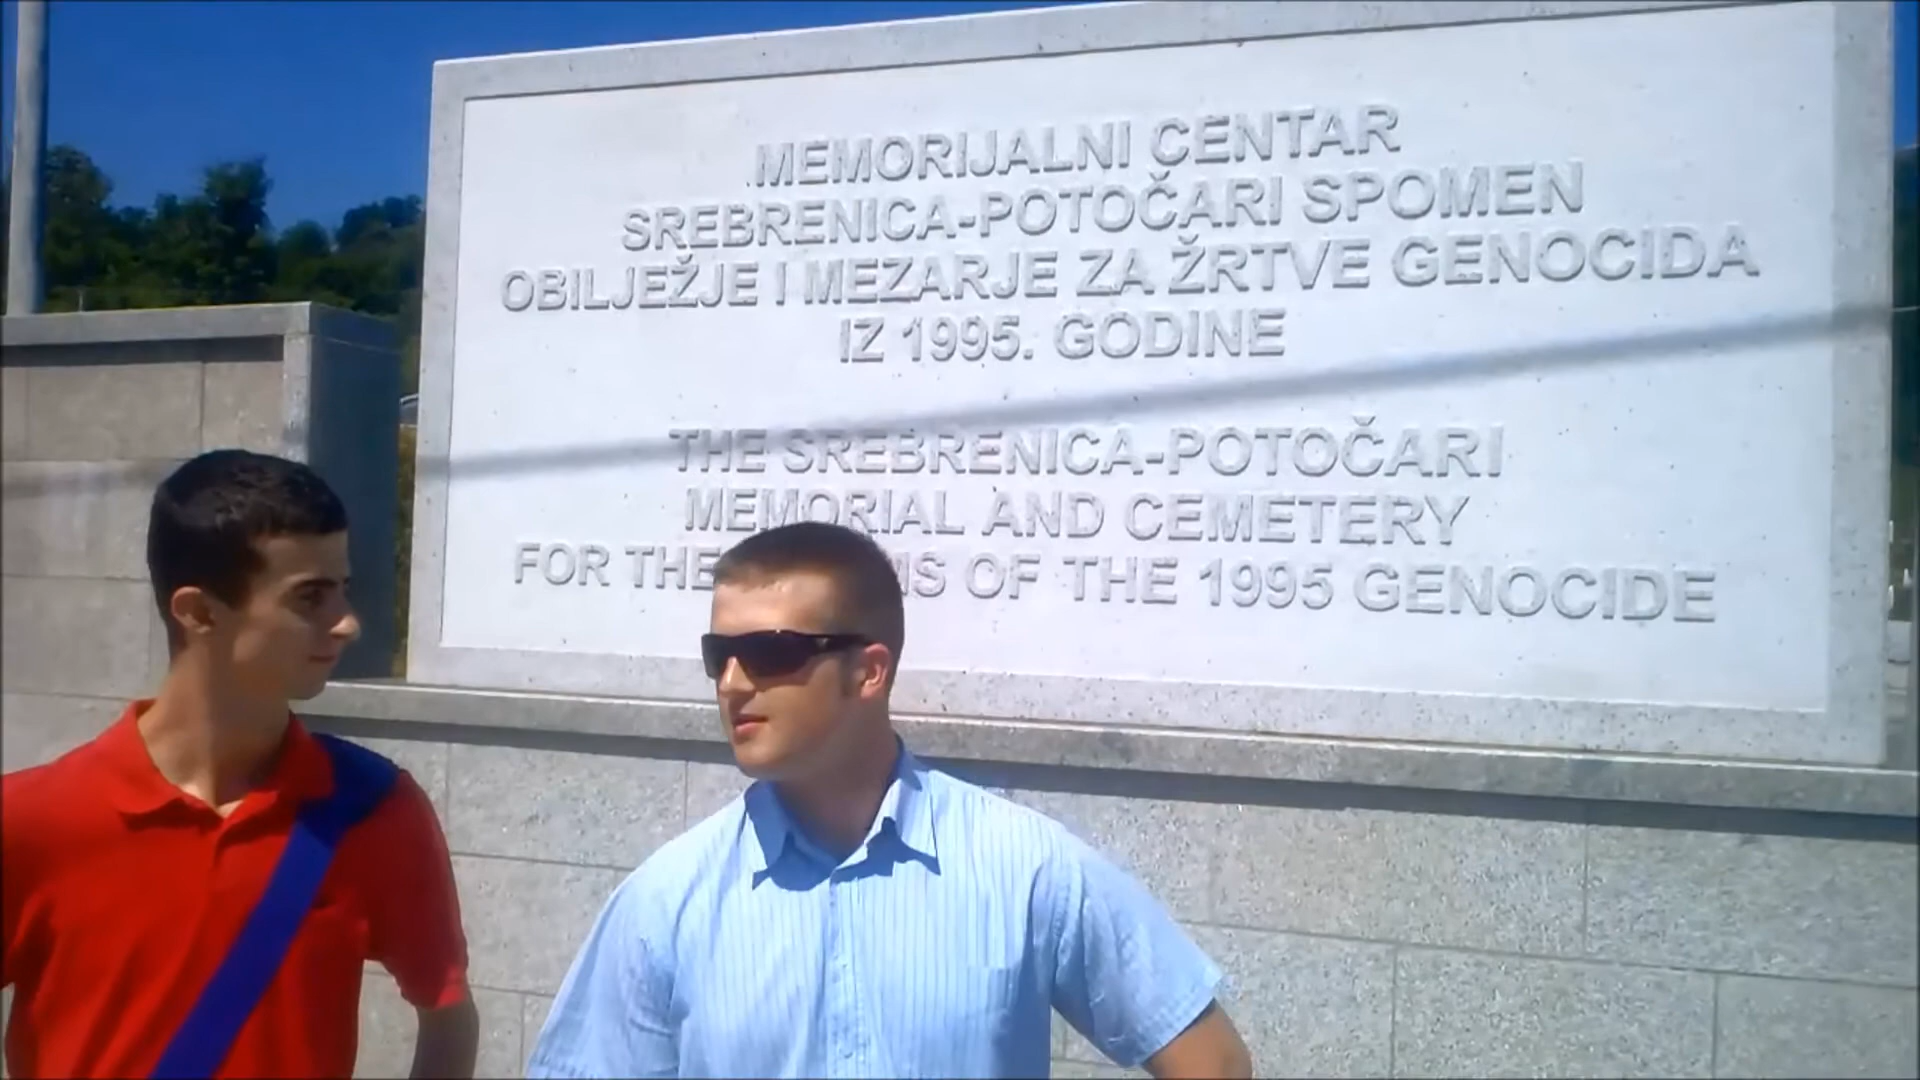 MEMORIJALNI CENTAR
SREBRENICA-POTOČARI SPOMEN
OBILJEŽJE I MEZARJE ZA ŽRTVE GENOCIDA
IZ 1995. GODINE
THE SREBRENICA-POTOČARI
MEMORIAL AND CEMETERY
FOR THE OF THE 1995 GENOCIDE